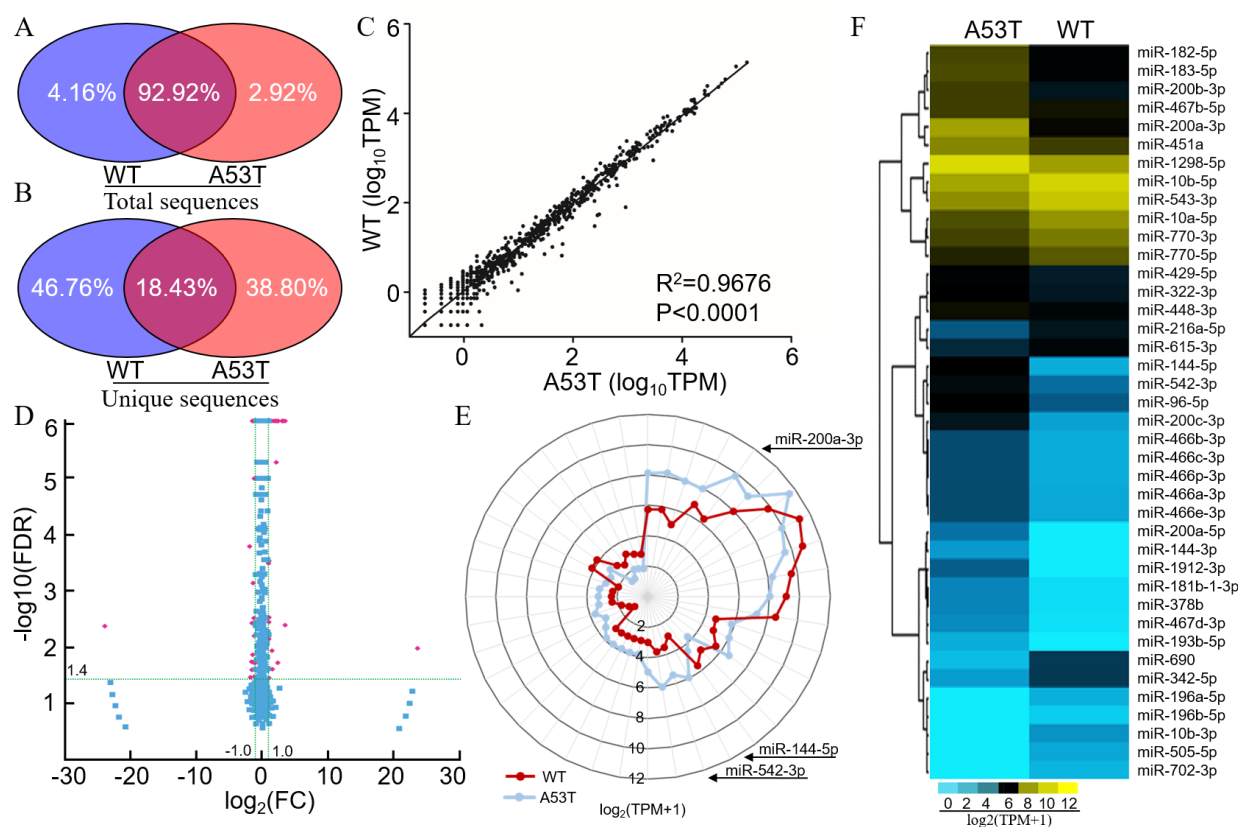 A
4.16%
92.92%
2.92%
WT
A53T
Total sequences
B
46.76%
18.43%
38.80%
WT
A53T
Unique sequences
C
6
4
2
0
WT (log10TPM)
R2=0.9676
P<0.0001
0
2
4
6
A53T (log10TPM)
D
6
5
4
3
2
1
-log10(FDR)
1.4
-1.0
1.0
-30
-20
-10
0
10
20
30
log2(FC)
E
miR-200a-3p
2
4
6
8
10
12
miR-144-5p
miR-542-3p
WT
A53T
log2(TPM+1)
F
A53T
WT
miR-182-5p
miR-183-5p
miR-200b-3p
miR-467b-5p
miR-200a-3p
miR-451a
miR-1298-5p
miR-10b-5p
miR-543-3p
miR-10a-5p
miR-770-3p
miR-770-5p
miR-429-5p
miR-322-3p
miR-448-3p
miR-216a-5p
miR-615-3p
miR-144-5p
miR-542-3p
miR-96-5p
miR-200c-3p
miR-466b-3p
miR-466c-3p
miR-466p-3p
miR-466a-3p
miR-466e-3p
miR-200a-5p
miR-144-3p
miR-1912-3p
miR-181b-1-3p
miR-378b
miR-467d-3p
miR-193b-5p
miR-690
miR-342-5p
miR-196a-5p
miR-196b-5p
miR-10b-3p
miR-505-5p
miR-702-3p
0 2 4 6 8 10 12
log2(TPM+1)